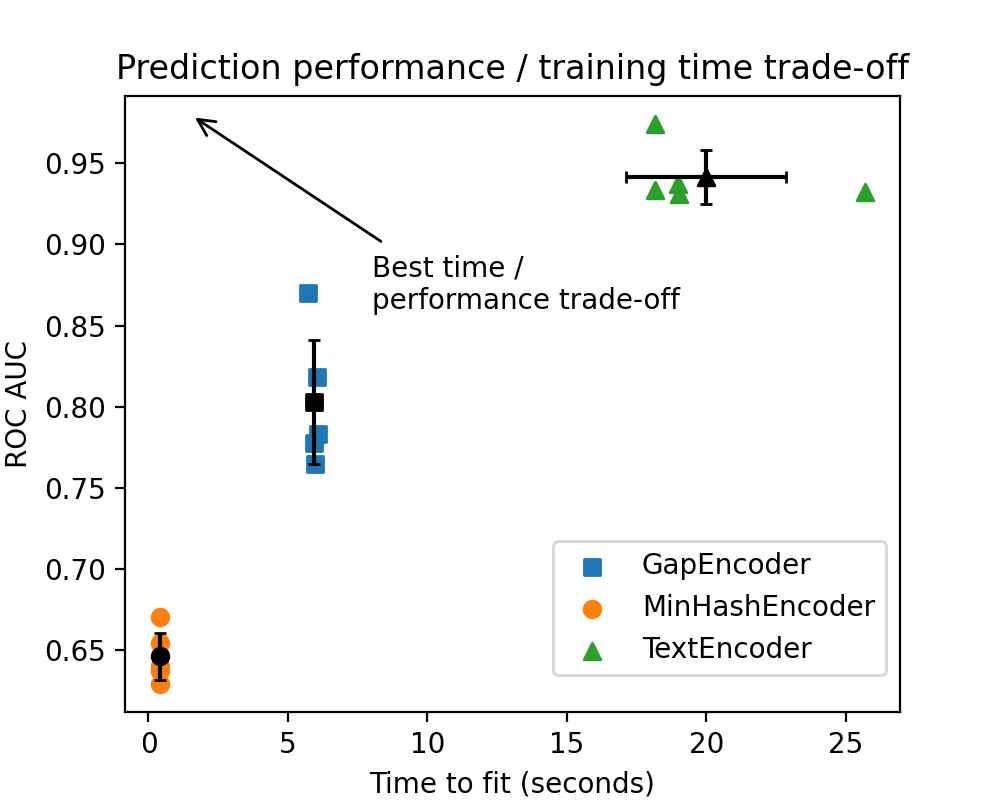 Prediction performance / training time trade-off
0.95
0.90
0.85
0.80
0.75
0.70
0.65
ROC AUC
Best time /
performance trade-off
GapEncoder
MinHashEncoder
TextEncoder
0
5
10
15
20
25
Time to fit (seconds)